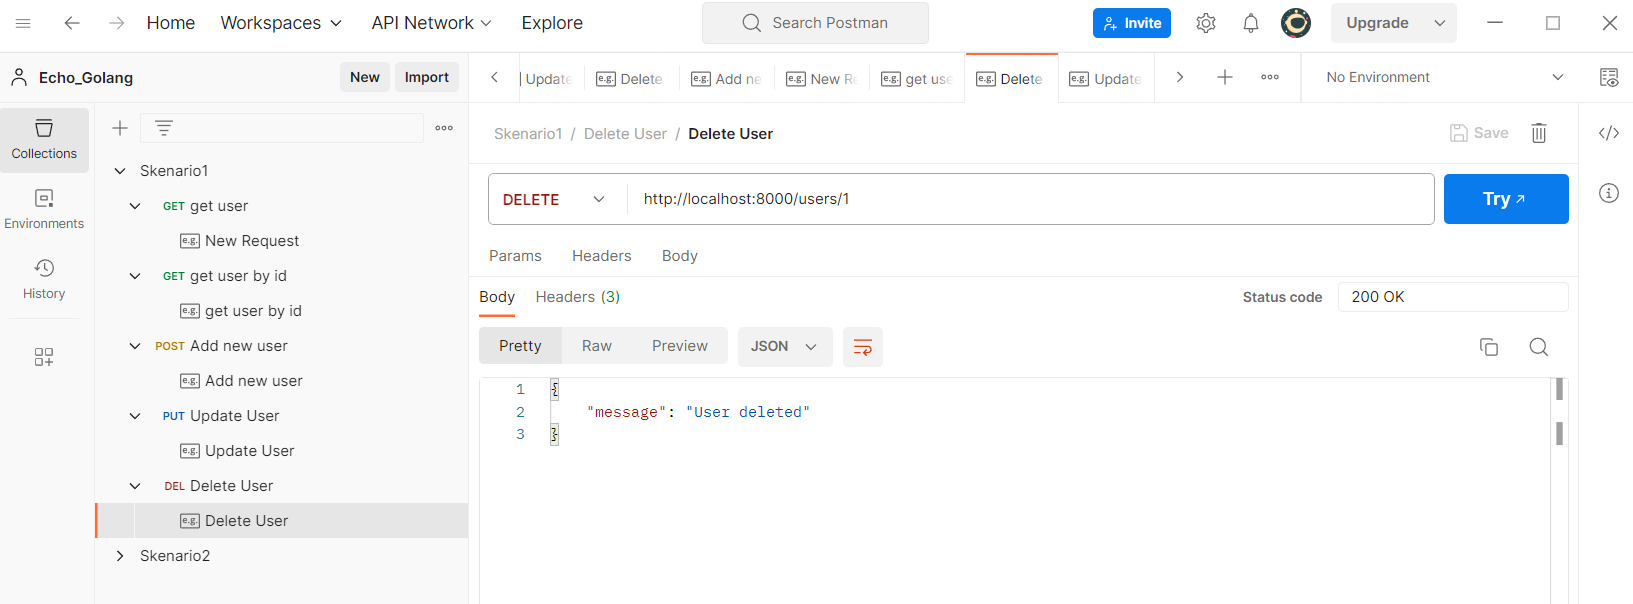 Home Workspaces API Network Explore Search Postman Invite Upgrade
Echo_Golang New Import
Update e.g. Delete e.g. Add ne e.g. New R e.g. get use e.g. Delete e.g. Update No Environment
Collections
Environments
History
Skenario1
GET get user
e.g. New Request
GET get user by id
e.g. get user by id
POST Add new user
e.g. Add new user
PUT Update User
e.g. Update User
DEL Delete User
e.g. Delete User
Skenario2
Skenario1 / Delete User / Delete User Save
DELETE http://localhost:8000/users/1 Try
Params Headers Body
Body Headers (3) Status code 200 OK
Pretty Raw Preview JSON
1 {
2 "message": "User deleted"
3 }